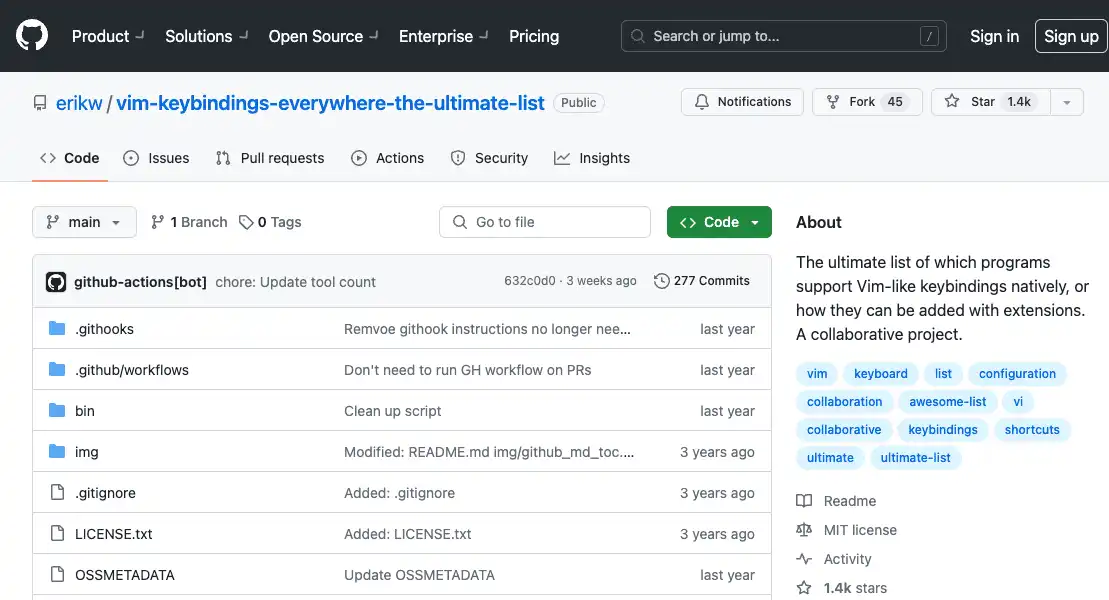 Product Solutions Open Source Enterprise Pricing Search or jump to... / Sign in Sign up
erikw / vim-keybindings-everywhere-the-ultimate-list Public Notifications Fork 45 Star 1.4k
Code Issues Pull requests Actions Security Insights
main 1 Branch 0 Tags Go to file Code
github-actions[bot] chore: Update tool count 632c0d0 · 3 weeks ago 277 Commits
.githooks Remvoe githook instructions no longer nee... last year
.github/workflows Don't need to run GH workflow on PRs last year
bin Clean up script last year
img Modified: README.md img/github_md_toc.... 3 years ago
.gitignore Added: .gitignore 3 years ago
LICENSE.txt Added: LICENSE.txt 3 years ago
OSSMETADATA Update OSSMETADATA last year
About
The ultimate list of which programs
support Vim-like keybindings natively, or
how they can be added with extensions.
A collaborative project.
vim keyboard list configuration
collaboration awesome-list vi
collaborative keybindings shortcuts
ultimate ultimate-list
Readme
MIT license
Activity
1.4k stars